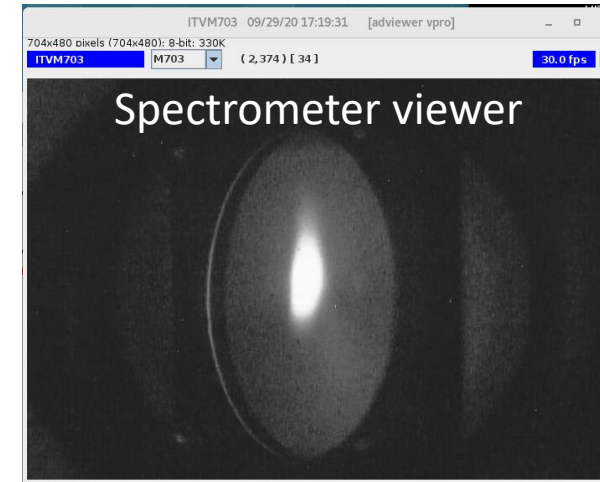 ITVM703 09/29/20 17:19:31 [adviewer vpro]
704x480 pixels (704x480): 8-bit: 330K
ITVM703 M703 (2,374) [ 34 ] 30.0 fps
Spectrometer viewer